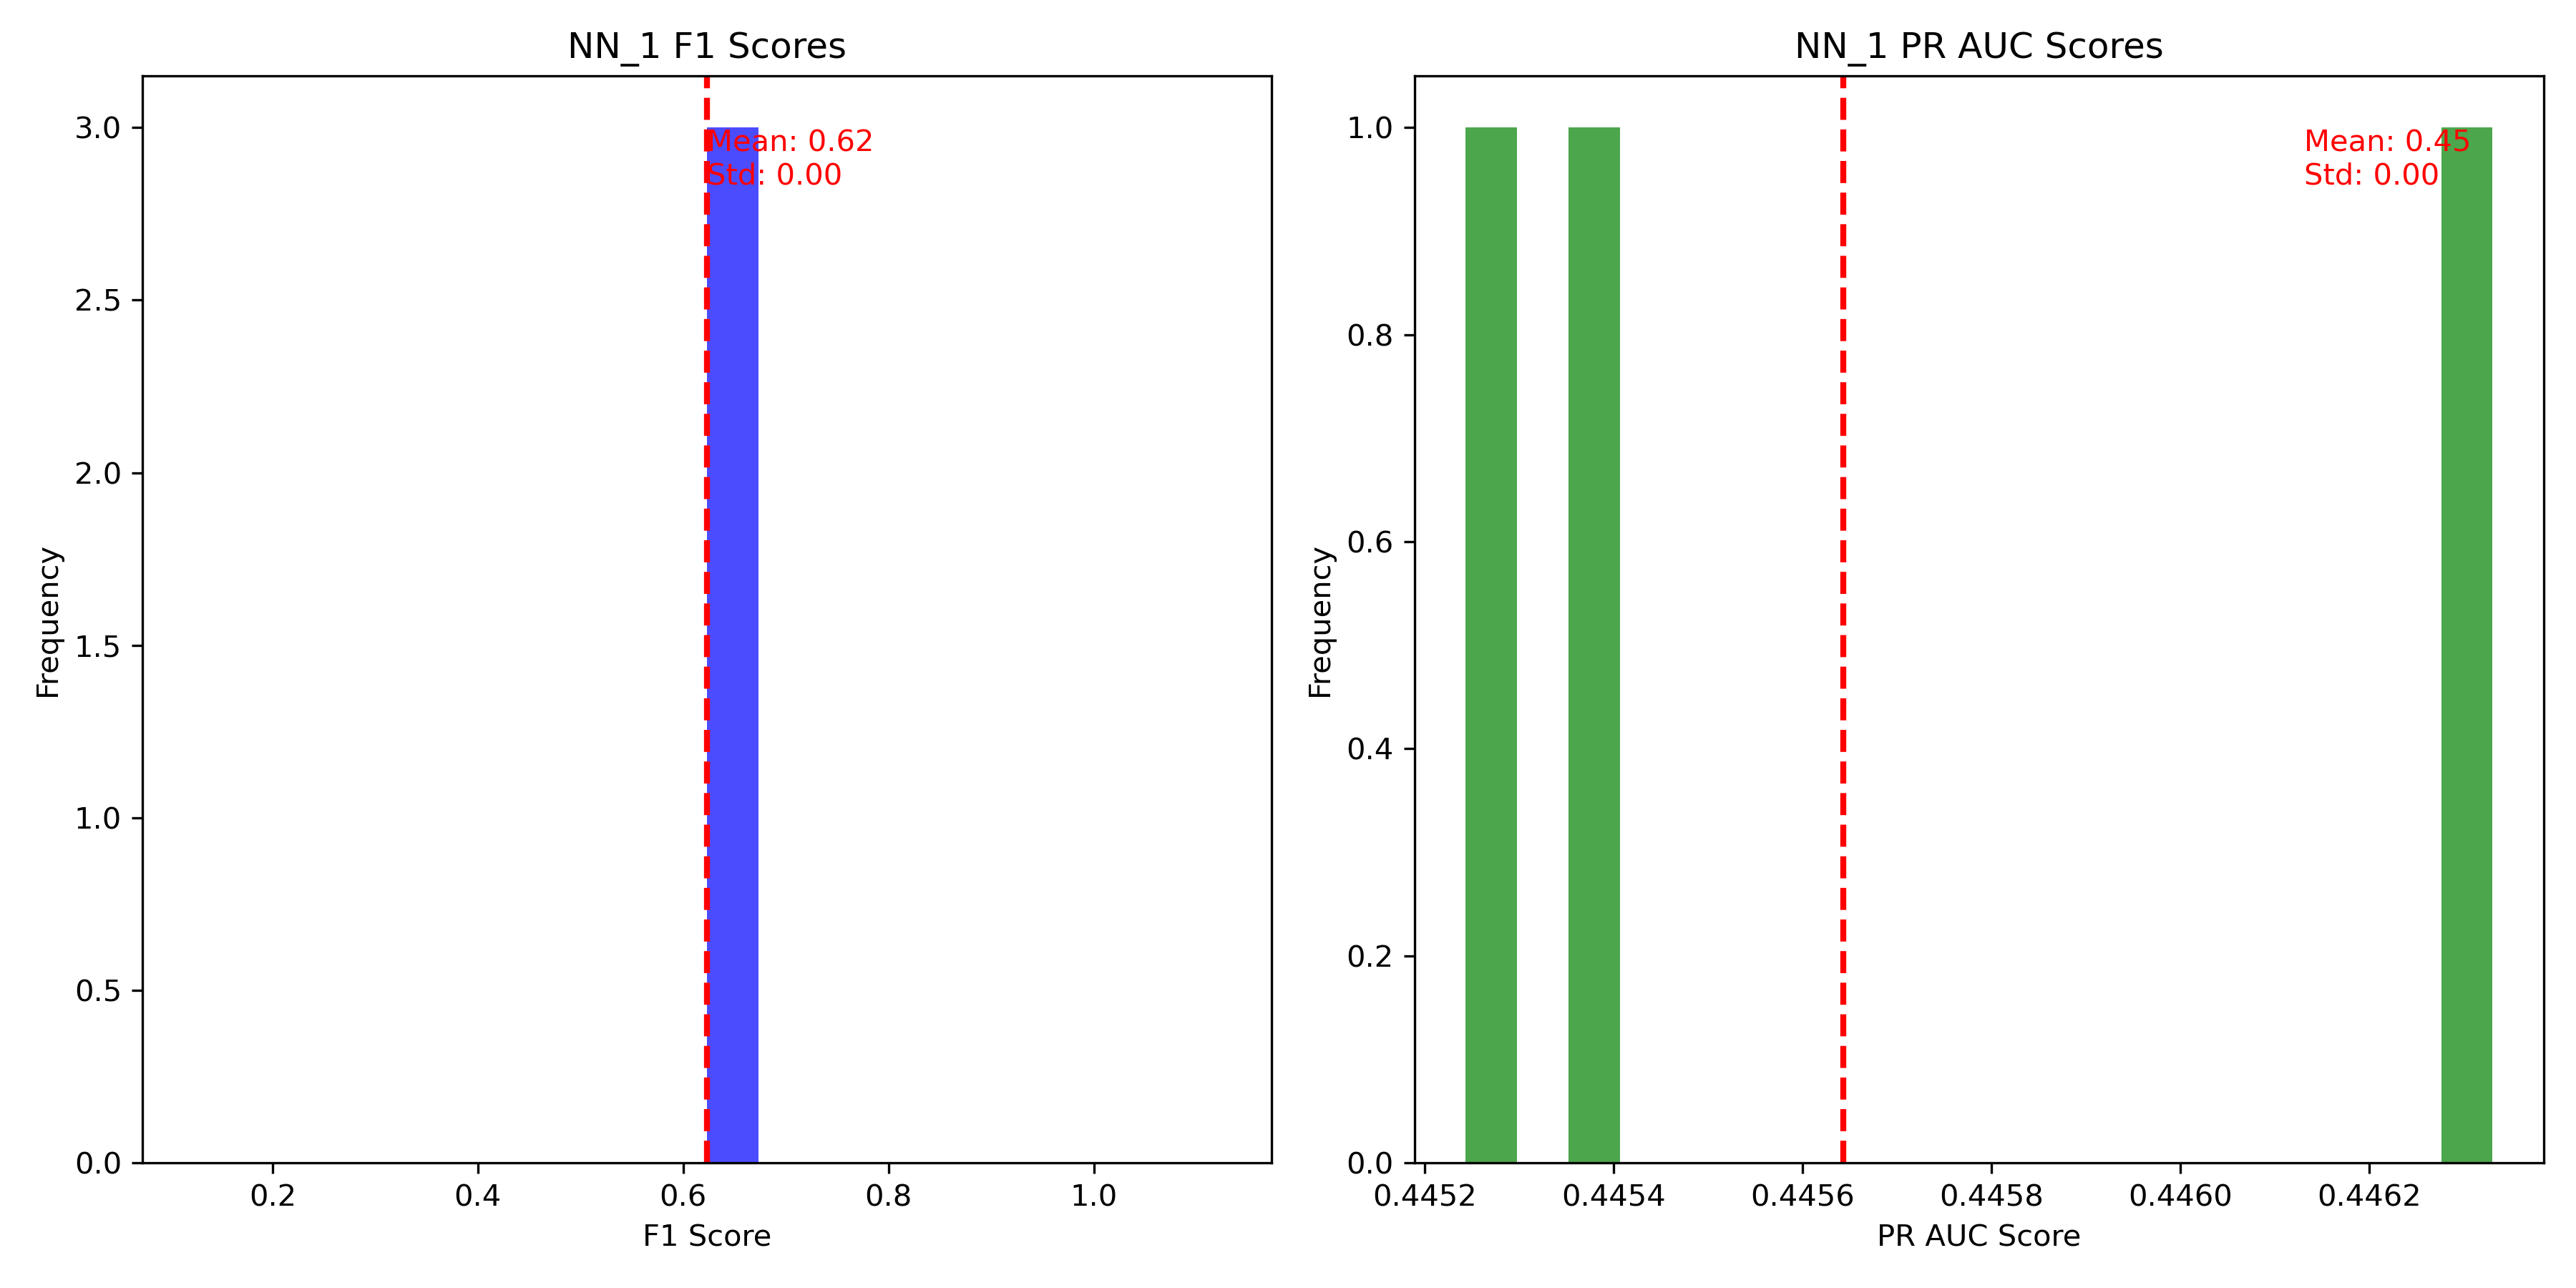 NN_1 F1 Scores
Mean: 0.62
Std: 0.00
3.0
2.5
2.0
1.5
1.0
0.5
0.0
Frequency
0.2 0.4 0.6 0.8 1.0
F1 Score
NN_1 PR AUC Scores
Mean: 0.45
Std: 0.00
1.0
0.8
0.6
0.4
0.2
0.0
Frequency
0.4452 0.4454 0.4456 0.4458 0.4460 0.4462
PR AUC Score